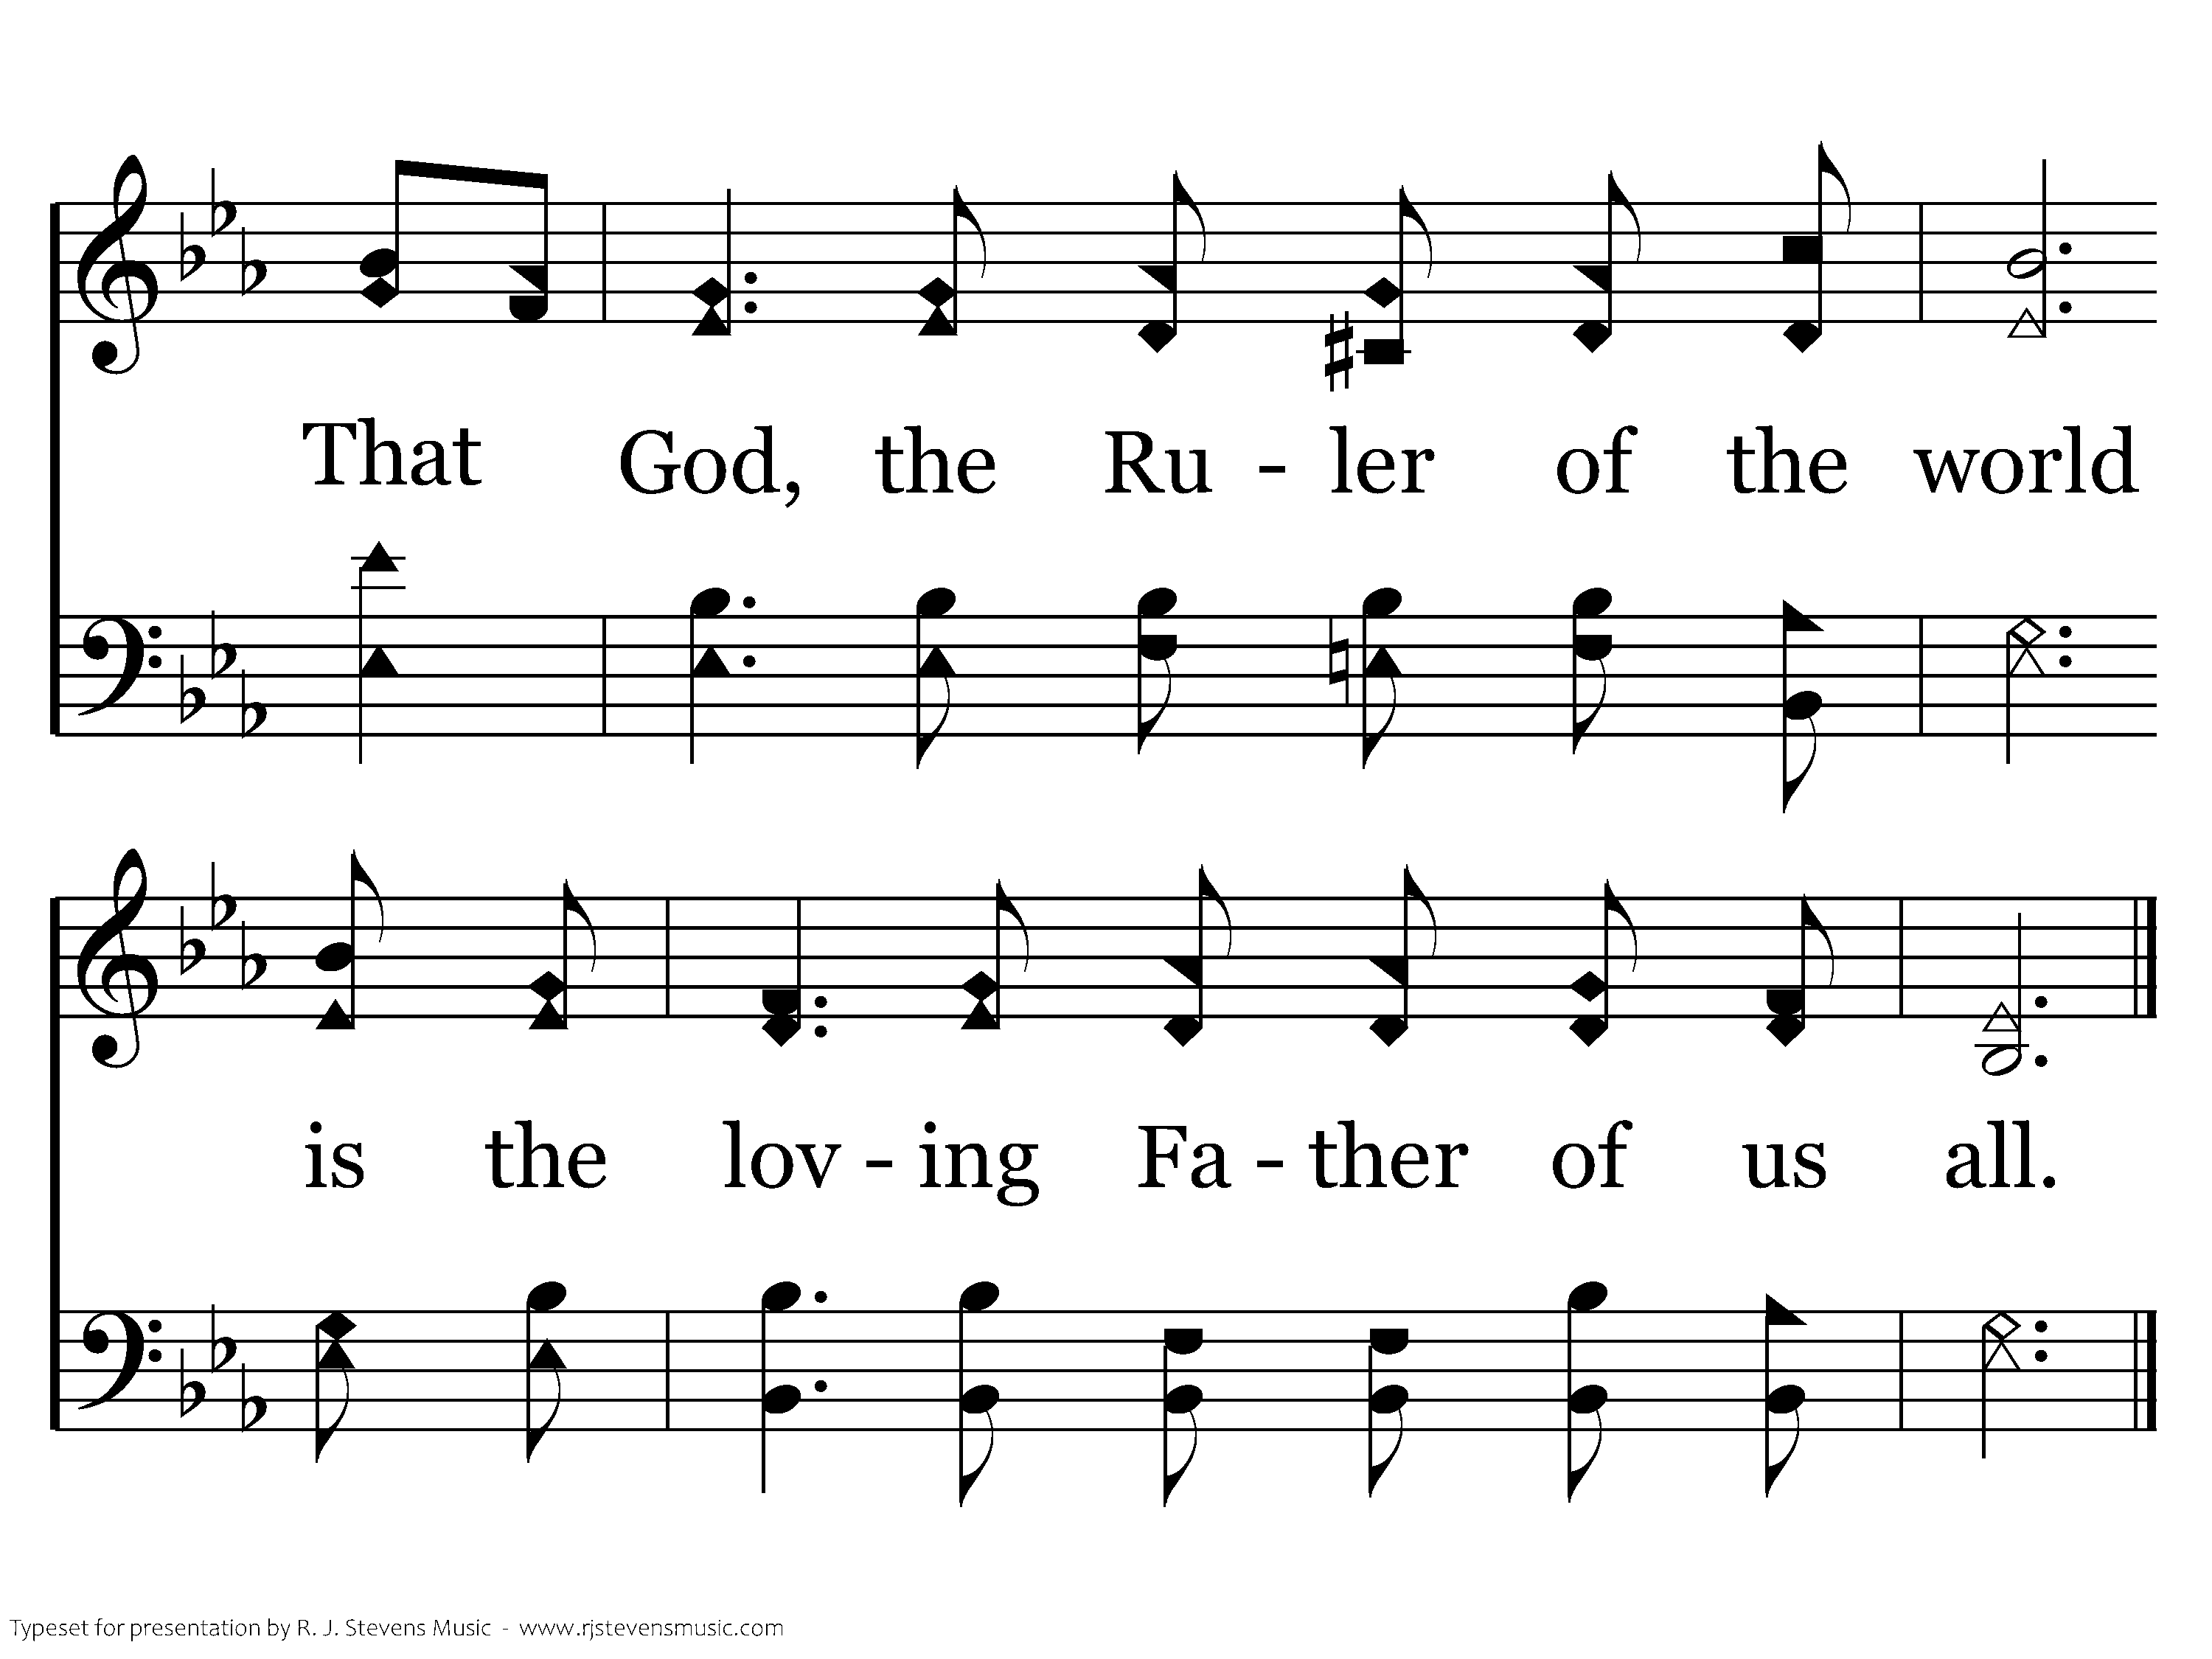 That God, the Ru - ler of the world
is the lov - ing Fa - ther of us all.
Typeset for presentation by R. J. Stevens Music - www.rjstevensmusic.com